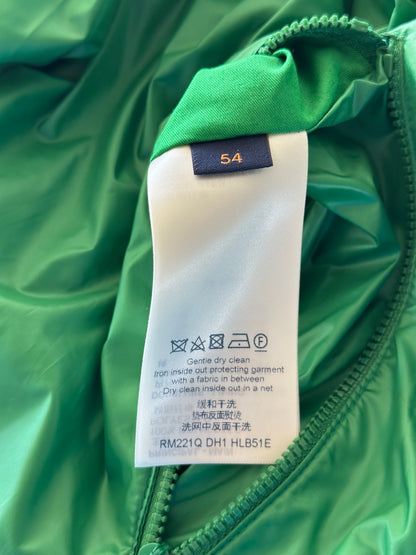 54
Gentle dry clean
Iron inside out protecting garment
with a fabric in between
Dry clean inside out in a net
缓和干洗
垫布反面熨烫
洗网中反面干洗
RM221Q DH1 HLB51E
PRINCIPAL - MAIN